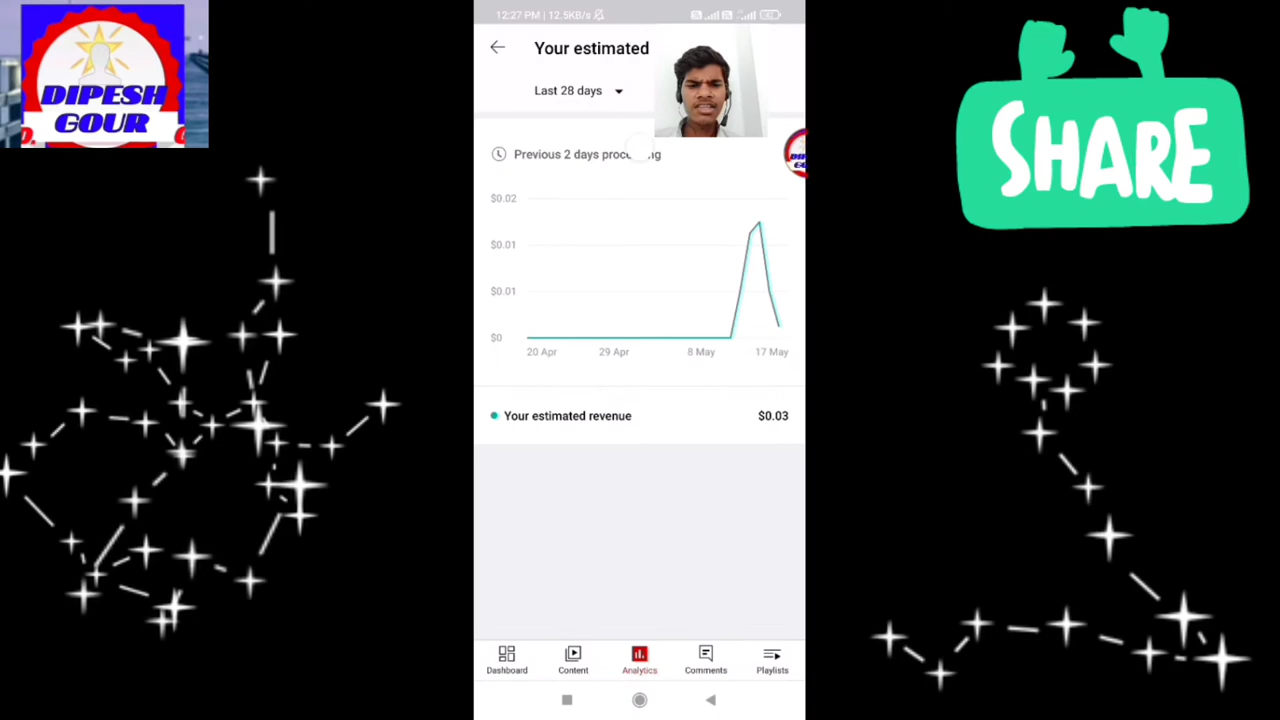 DIPESH
GOUR
12:27 PM | 12.5KB/s
Your estimated
Last 28 days
Previous 2 days processing
$0.02
$0.01
$0.01
$0
20 Apr 29 Apr 8 May 17 May
Your estimated revenue $0.03
Dashboard Content Analytics Comments Playlists
SHARE